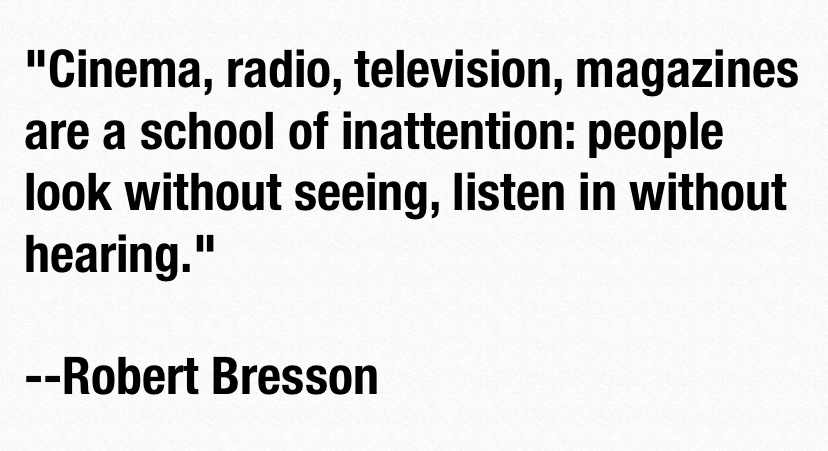 "Cinema, radio, television, magazines
are a school of inattention: people
look without seeing, listen in without
hearing."
--Robert Bresson